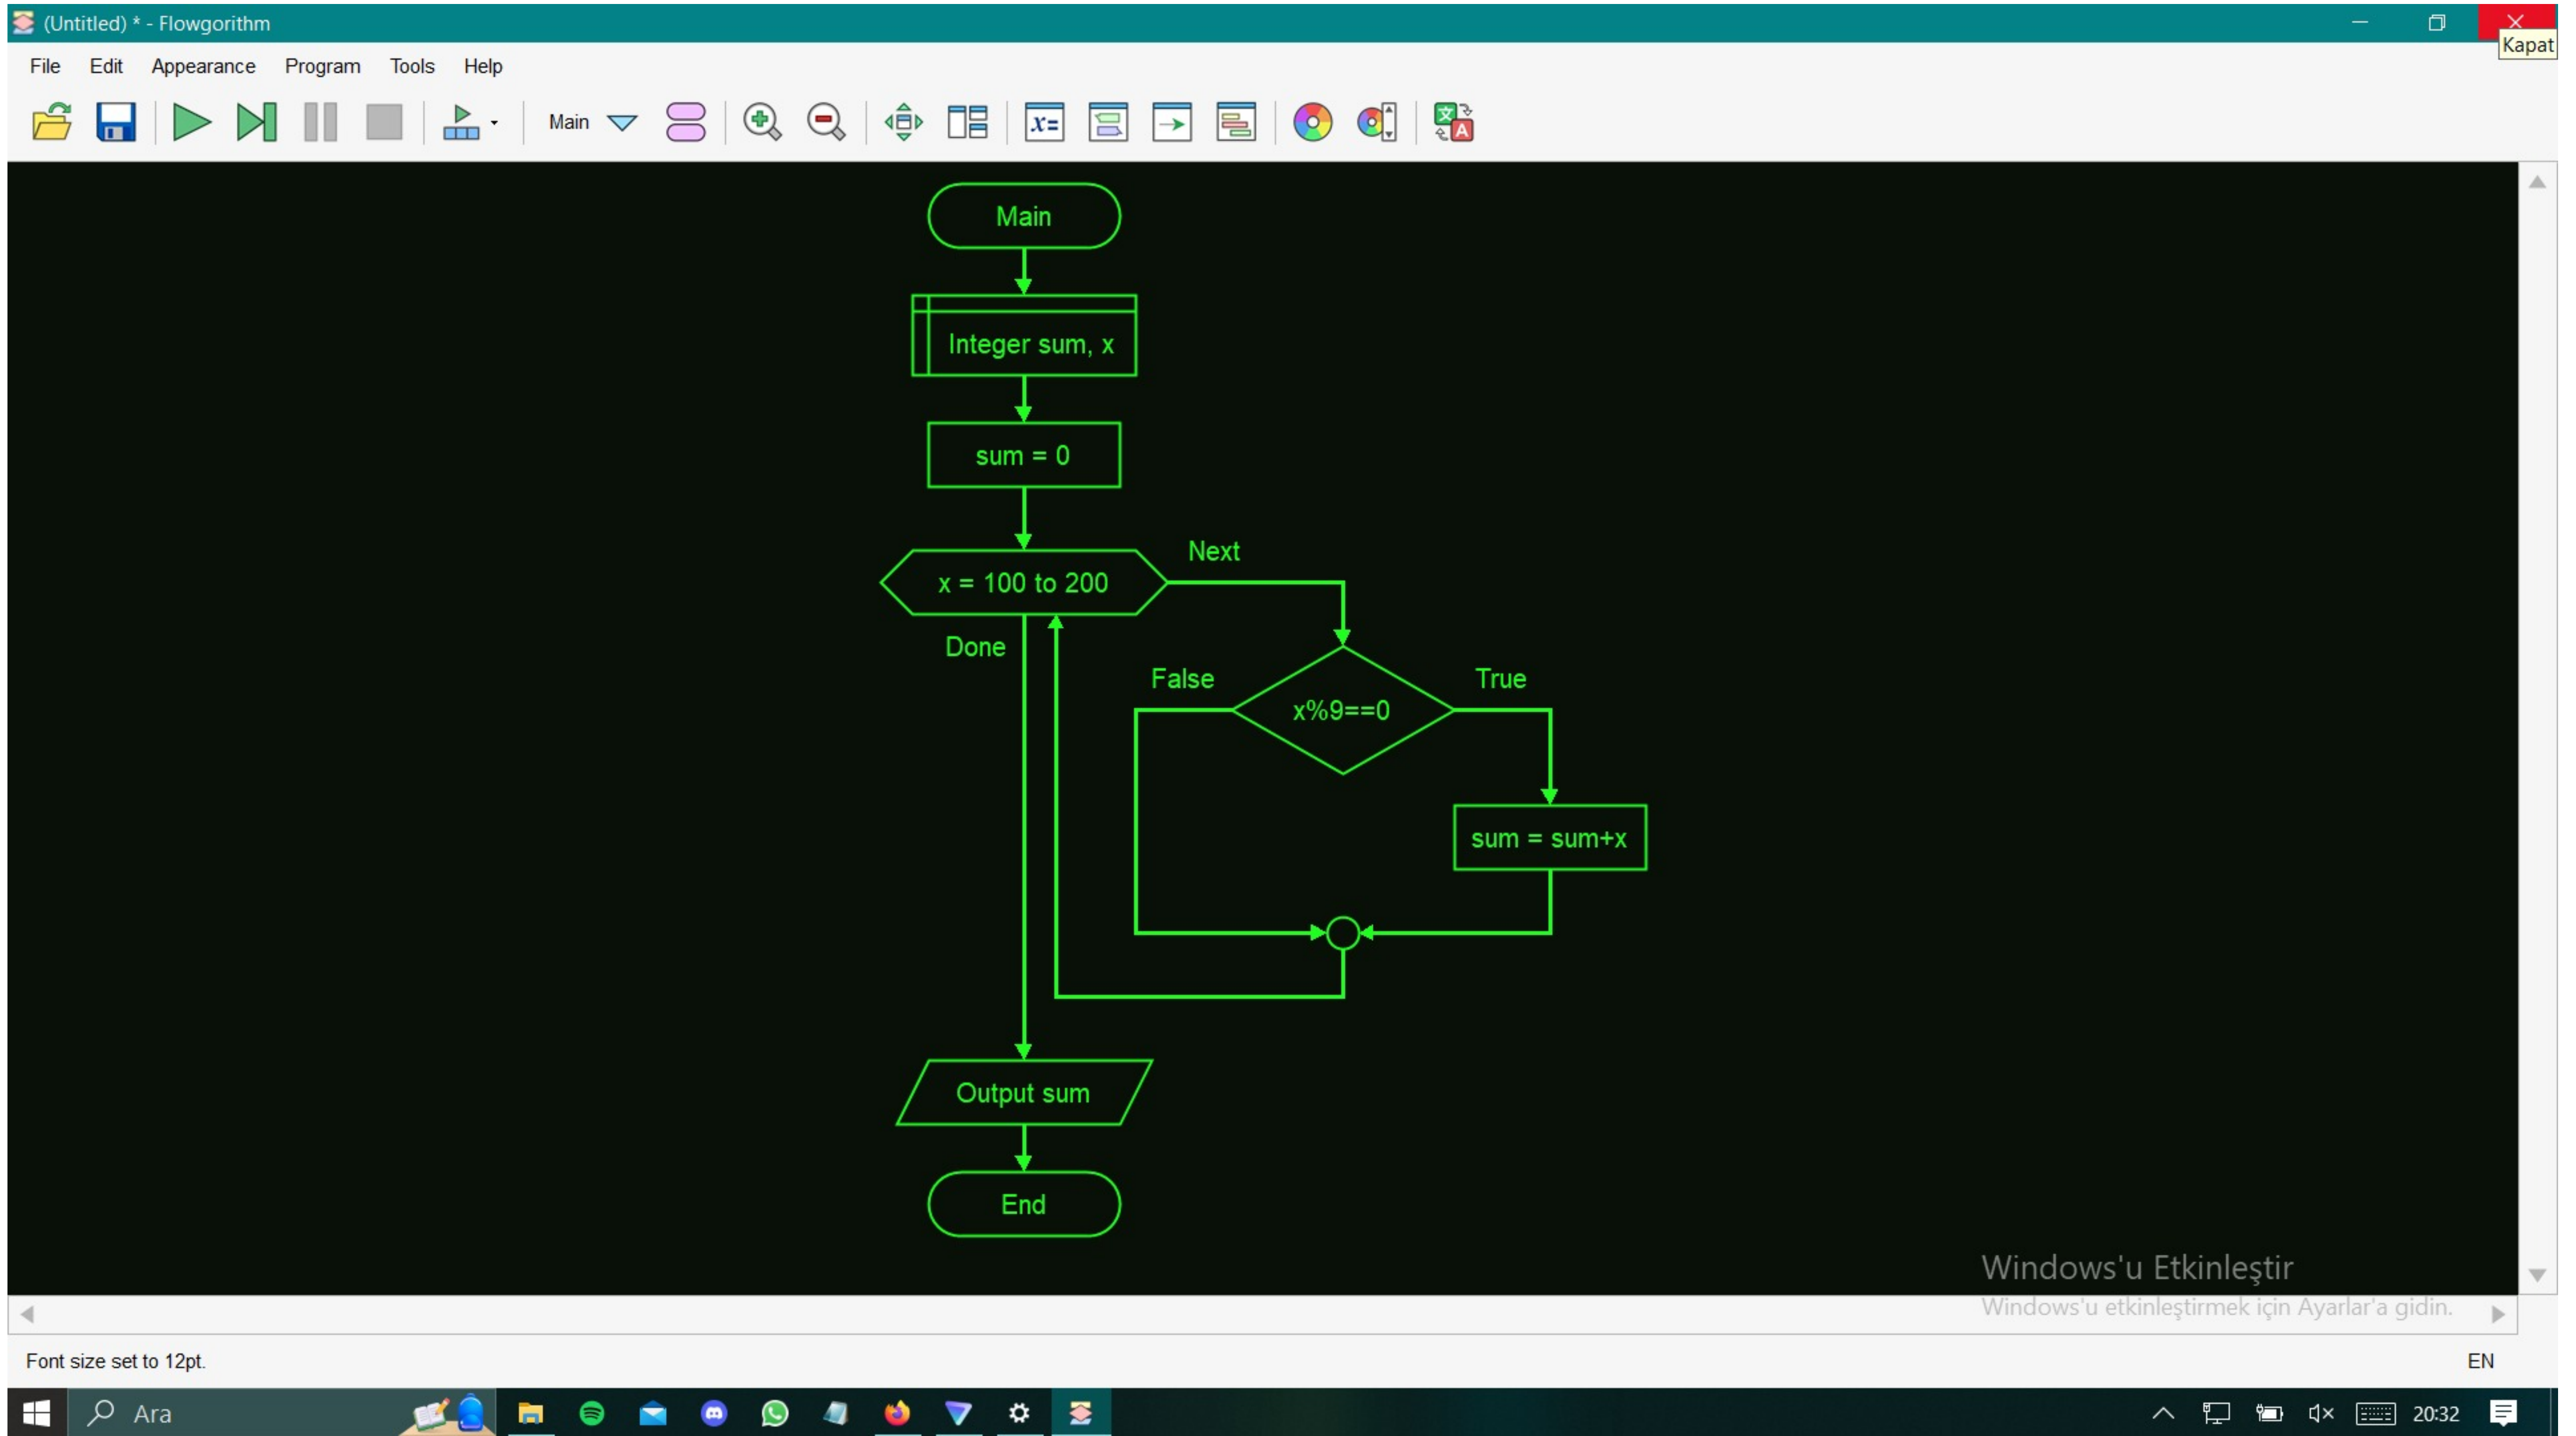 (Untitled) * - Flowgorithm
Kapat
File Edit Appearance Program Tools Help
Main
x=
A
Main
Integer sum, x
sum = 0
Next
x = 100 to 200
Done
False
True
x%9==0
sum = sum+x
Output sum
End
Windows'u Etkinleştir
Windows'u etkinleştirmek için Ayarlar'a gidin.
Font size set to 12pt.
EN
Ara
20:32